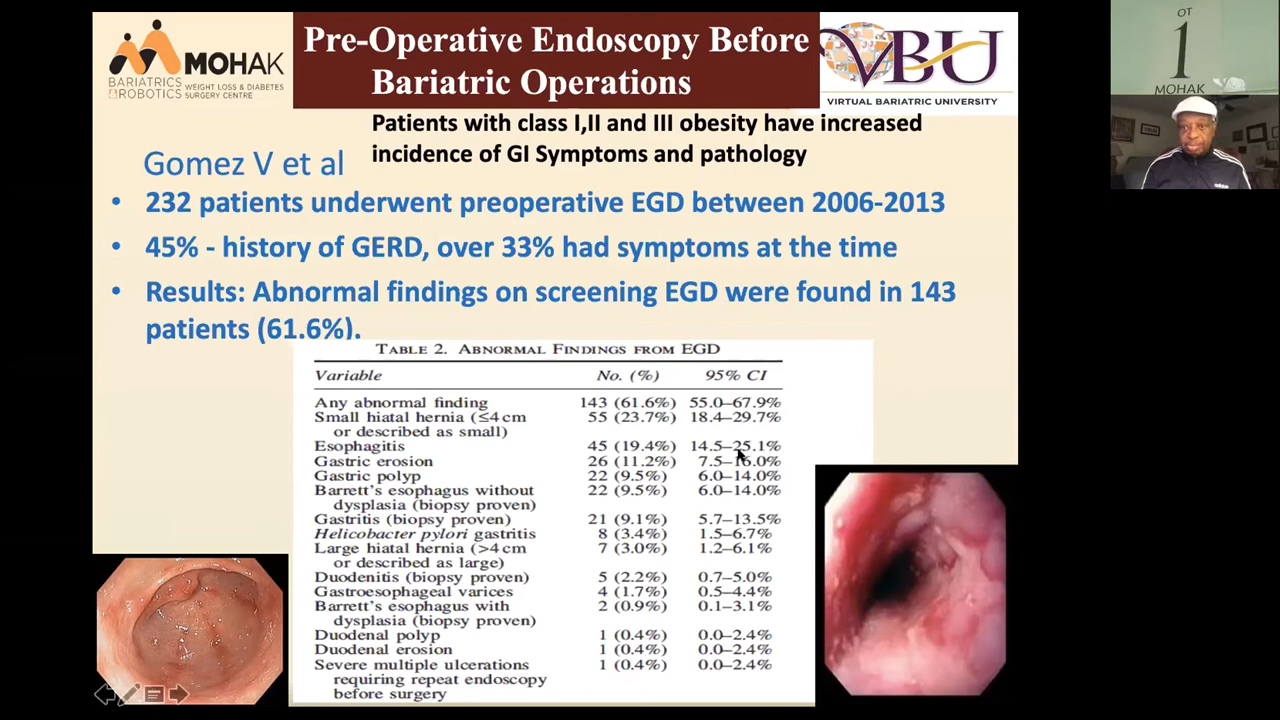 MOHAK
BARIATRICS
& ROBOTICS
WEIGHT LOSS & DIABETES
SURGERY CENTRE
Pre-Operative Endoscopy Before
Bariatric Operations
VBU
VIRTUAL BARIATRIC UNIVERSITY
OT
1
MOHAK
adidas
Patients with class I,II and III obesity have increased
incidence of GI Symptoms and pathology
Gomez V et al
• 232 patients underwent preoperative EGD between 2006-2013
• 45% - history of GERD, over 33% had symptoms at the time
• Results: Abnormal findings on screening EGD were found in 143
patients (61.6%).
TABLE 2. ABNORMAL FINDINGS FROM EGD
Variable No. (%) 95% CI
Any abnormal finding 143 (61.6%) 55.0–67.9%
Small hiatal hernia (≤4 cm 55 (23.7%) 18.4–29.7%
or described as small)
Esophagitis 45 (19.4%) 14.5–25.1%
Gastric erosion 26 (11.2%) 7.5–16.0%
Gastric polyp 22 (9.5%) 6.0–14.0%
Barrett's esophagus without 22 (9.5%) 6.0–14.0%
dysplasia (biopsy proven)
Gastritis (biopsy proven) 21 (9.1%) 5.7–13.5%
Helicobacter pylori gastritis 8 (3.4%) 1.5–6.7%
Large hiatal hernia (>4 cm 7 (3.0%) 1.2–6.1%
or described as large)
Duodenitis (biopsy proven) 5 (2.2%) 0.7–5.0%
Gastroesophageal varices 4 (1.7%) 0.5–4.4%
Barrett's esophagus with 2 (0.9%) 0.1–3.1%
dysplasia (biopsy proven)
Duodenal polyp 1 (0.4%) 0.0–2.4%
Duodenal erosion 1 (0.4%) 0.0–2.4%
Severe multiple ulcerations 1 (0.4%) 0.0–2.4%
requiring repeat endoscopy
before surgery